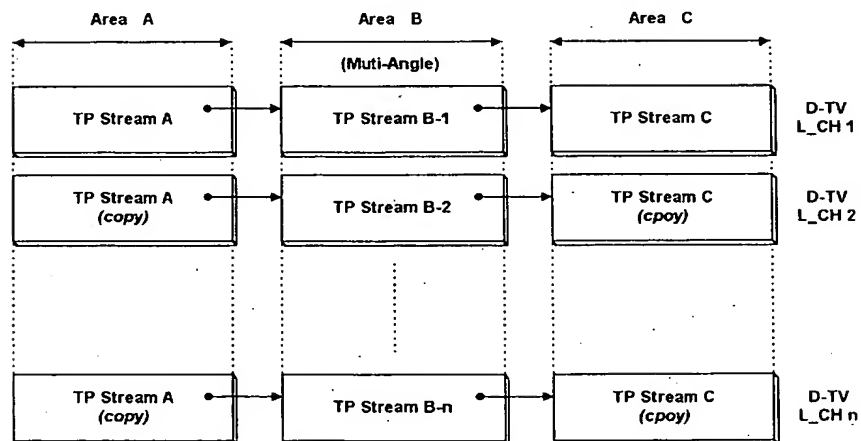 Area A Area B Area C
(Muti-Angle)
TP Stream A TP Stream B-1 TP Stream C D-TV
L_CH 1
TP Stream A
(copy) TP Stream B-2 TP Stream C
(cpoy) D-TV
L_CH 2
TP Stream A
(copy) TP Stream B-n TP Stream C
(cpoy) D-TV
L_CH n